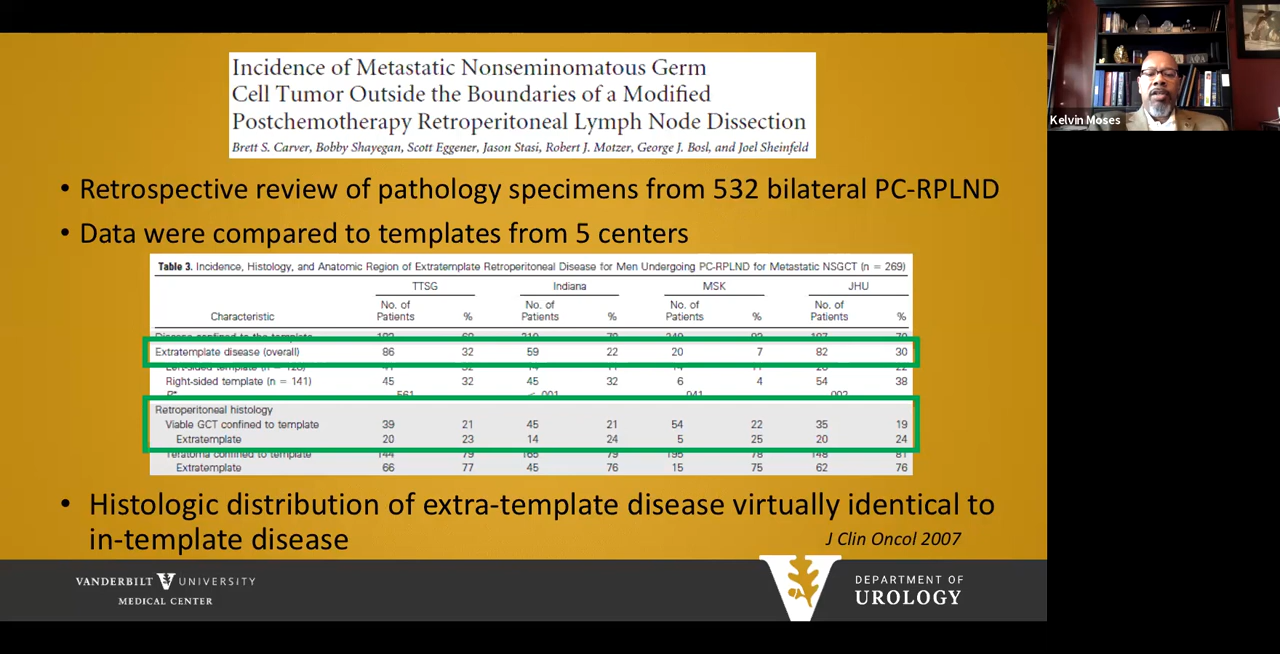 Incidence of Metastatic Nonseminomatous Germ
Cell Tumor Outside the Boundaries of a Modified
Postchemotherapy Retroperitoneal Lymph Node Dissection
Brett S. Carver, Bobby Shayegan, Scott Eggener, Jason Stasi, Robert J. Motzer, George J. Bosl, and Joel Sheinfeld
Kelvin Moses
• Retrospective review of pathology specimens from 532 bilateral PC-RPLND
• Data were compared to templates from 5 centers
Table 3. Incidence, Histology, and Anatomic Region of Extratemplate Retroperitoneal Disease for Men Undergoing PC-RPLND for Metastatic NSGCT (n = 269)
TTSG Indiana MSK JHU
No. of No. of No. of No. of
Characteristic Patients % Patients % Patients % Patients %
Disease confined to the template
Extratemplate disease (overall) 86 32 59 22 20 7 82 30
Right-sided template (n = 141) 45 32 45 32 6 4 54 38
Retroperitoneal histology
Viable GCT confined to template 39 21 45 21 54 22 35 19
Extratemplate 20 23 14 24 5 25 20 24
Teratoma confined to template 144 79 165 79 195 78 148 81
Extratemplate 66 77 45 76 15 75 62 76
• Histologic distribution of extra-template disease virtually identical to
in-template disease
J Clin Oncol 2007
VANDERBILT V UNIVERSITY
MEDICAL CENTER
V
DEPARTMENT OF
UROLOGY